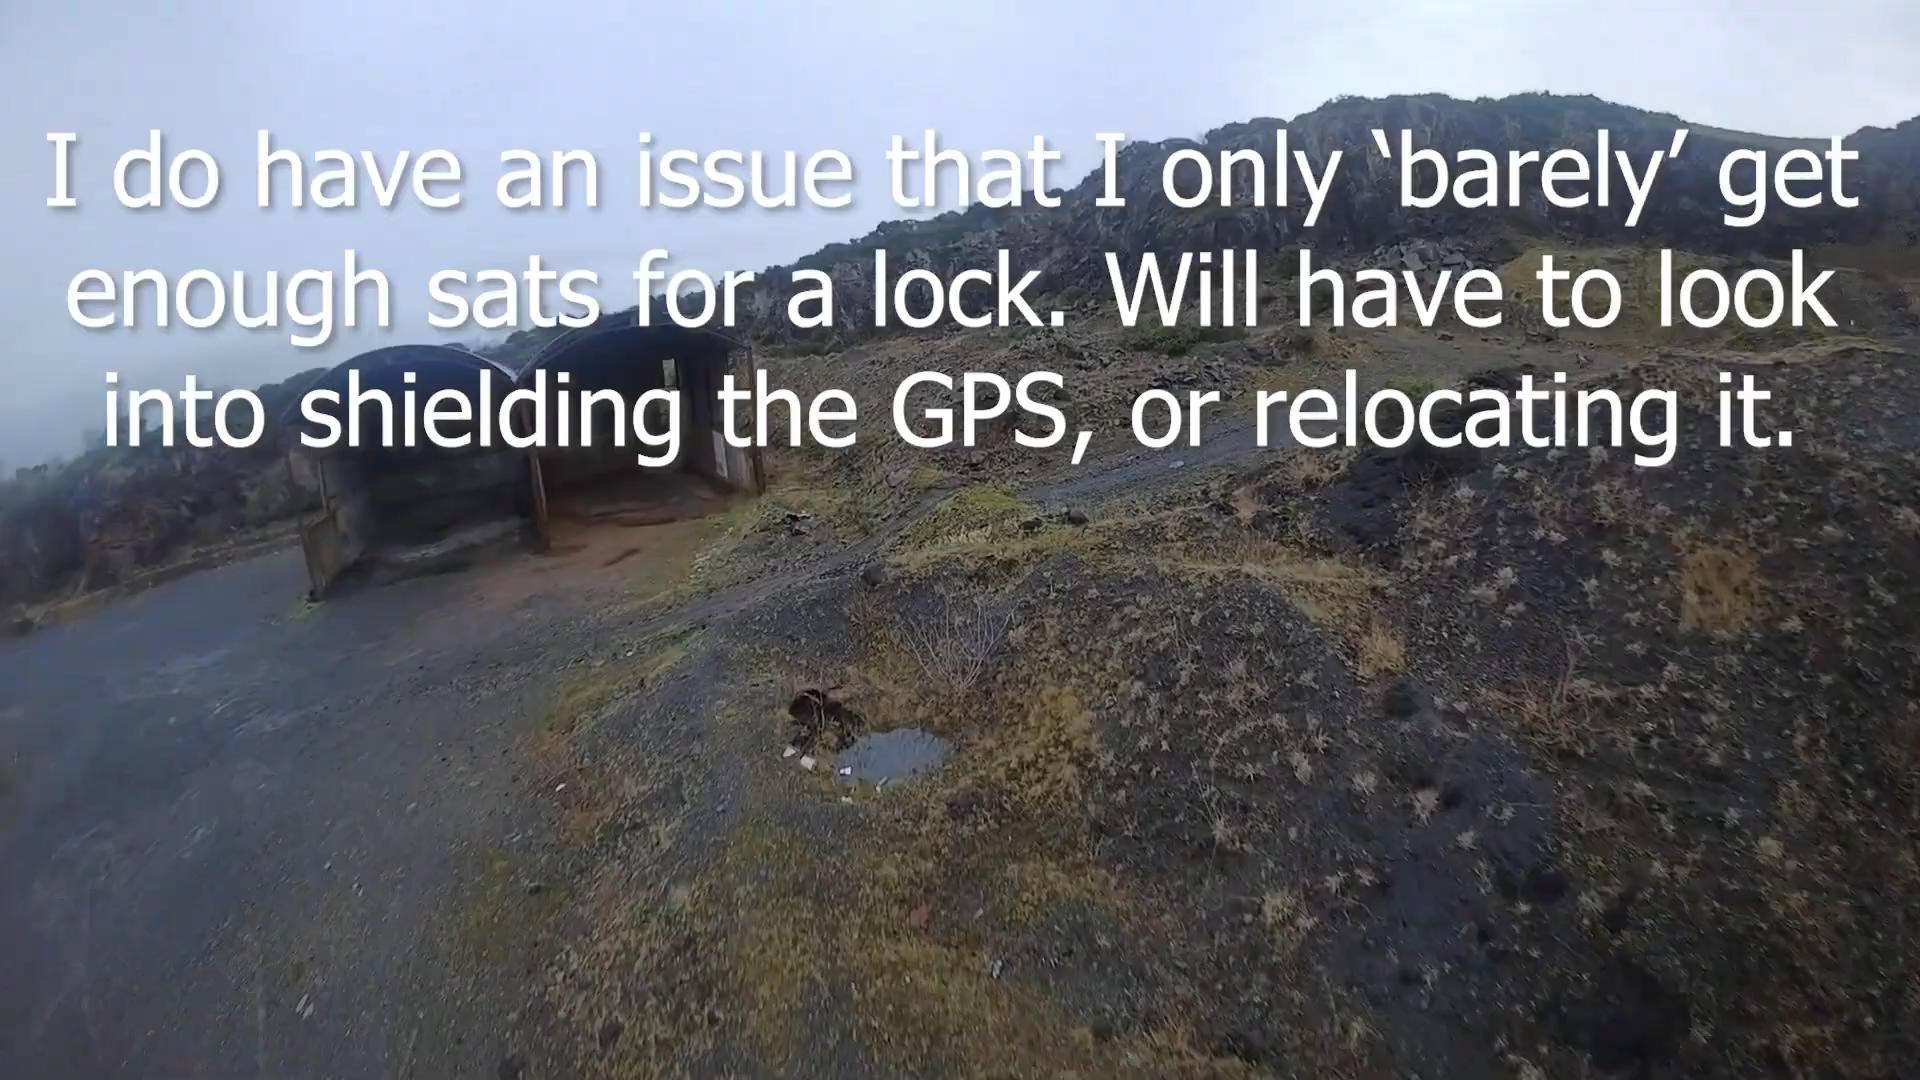 I do have an issue that I only ‘barely’ get
enough sats for a lock. Will have to look
into shielding the GPS, or relocating it.